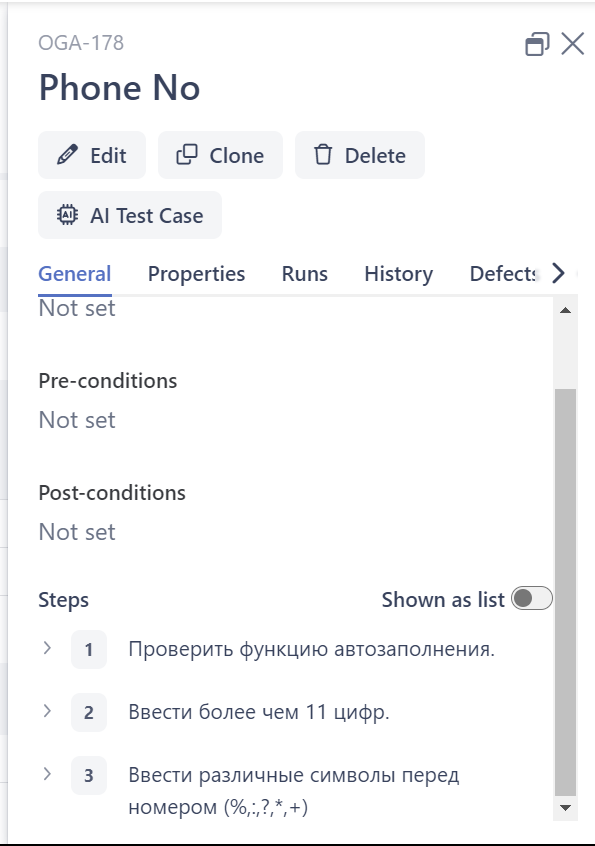 OGA-178
Phone No
Edit
Clone
Delete
AI Test Case
General
Properties
Runs
History
Defects
Not set
Pre-conditions
Not set
Post-conditions
Not set
Steps
Shown as list
1
Проверить функцию автозаполнения.
2
Ввести более чем 11 цифр.
3
Ввести различные символы перед
номером (%,:,?,*,+)